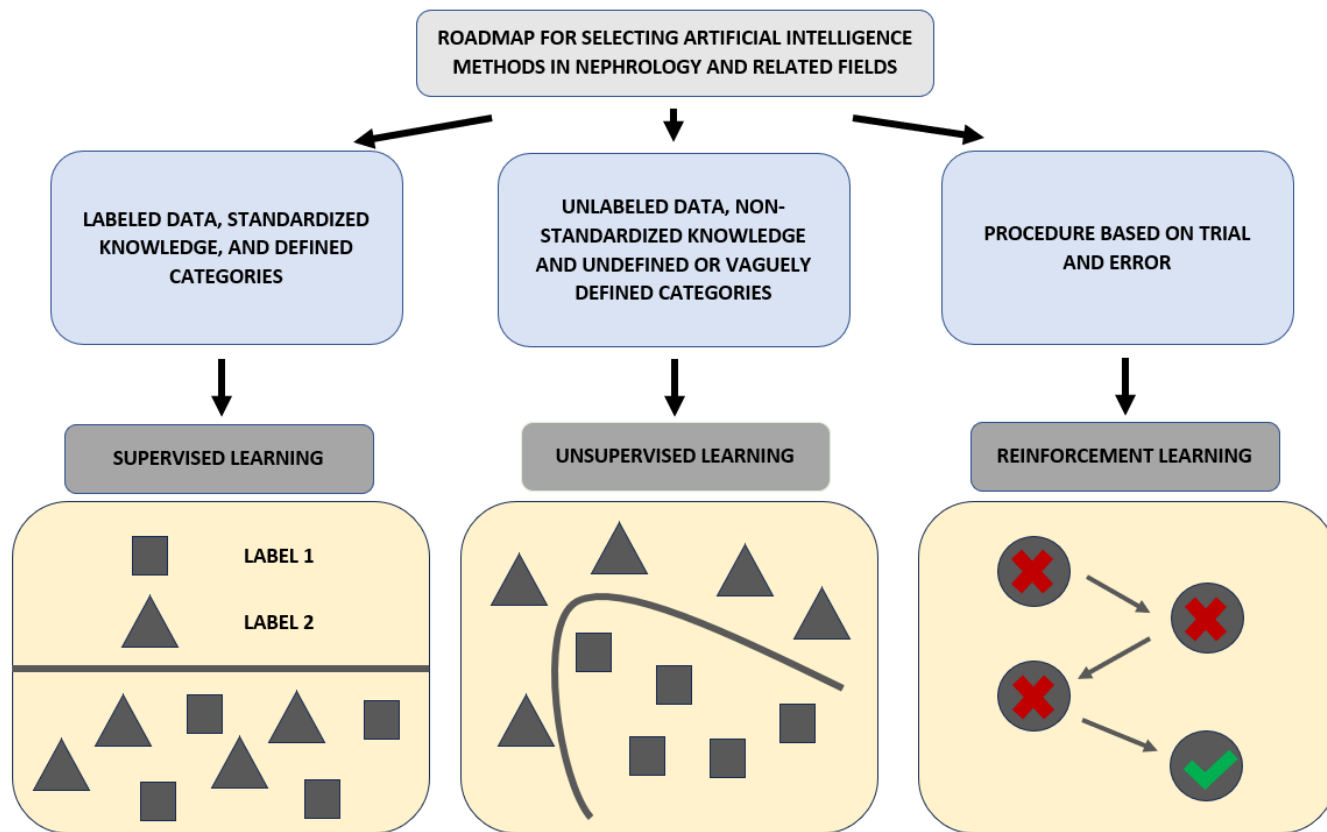 ROADMAP FOR SELECTING ARTIFICIAL INTELLIGENCE
METHODS IN NEPHROLOGY AND RELATED FIELDS
LABELED DATA, STANDARDIZED
KNOWLEDGE, AND DEFINED
CATEGORIES
UNLABELED DATA, NON-
STANDARDIZED KNOWLEDGE
AND UNDEFINED OR VAGUELY
DEFINED CATEGORIES
PROCEDURE BASED ON TRIAL
AND ERROR
SUPERVISED LEARNING
UNSUPERVISED LEARNING
REINFORCEMENT LEARNING
LABEL 1
LABEL 2